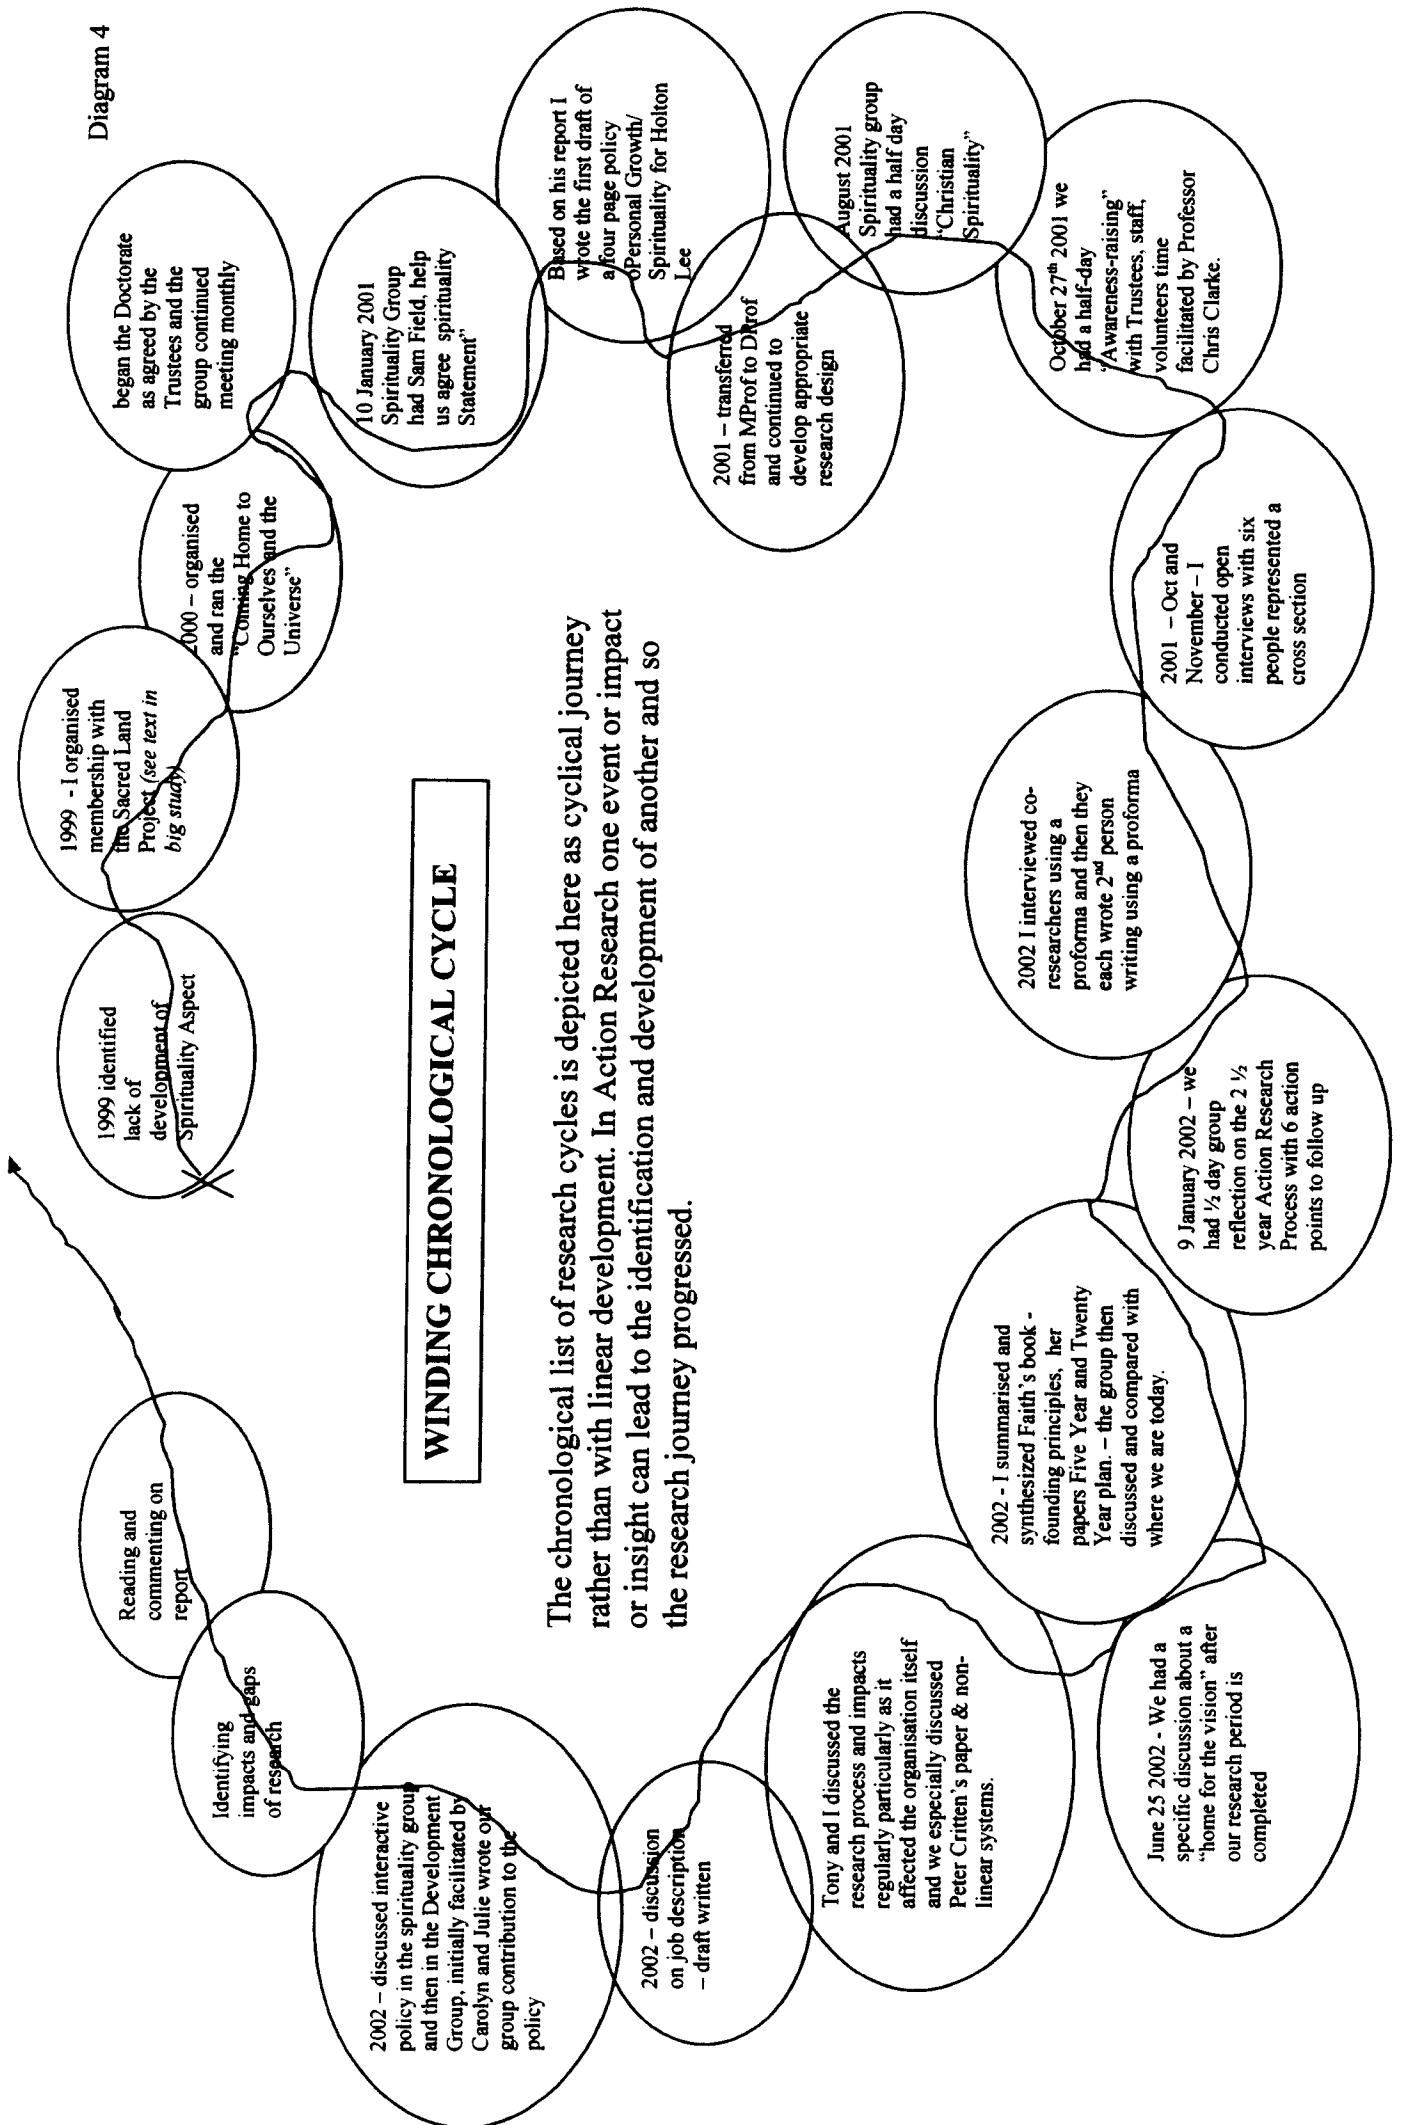 Diagram 4
WINDING CHRONOLOGICAL CYCLE
The chronological list of research cycles is depicted here as cyclical journey
rather than with linear development. In Action Research one event or impact
or insight can lead to the identification and development of another and so
the research journey progressed.
1999 identified
lack of
development of
Spirituality Aspect
1999 - I organised
membership with
the Sacred Land
Project (see text in
big study)
2000 – organised
and ran the
“Coming Home to
Ourselves and the
Universe”
began the Doctorate
as agreed by the
Trustees and the
group continued
meeting monthly
10 January 2001
Spirituality Group
had Sam Field, help
us agree spirituality
Statement”
Based on his report I
wrote the first draft of
a four page policy
oPersonal Growth/
Spirituality for Holton
Lee
2001 – transferred
from MProf to DProf
and continued to
develop appropriate
research design
August 2001
Spirituality group
had a half day
discussion
“Christian
Spirituality”
October 27th 2001 we
had a half-day
“Awareness-raising”
with Trustees, staff,
volunteers time
facilitated by Professor
Chris Clarke.
2001 – Oct and
November – I
conducted open
interviews with six
people represented a
cross section
2002 I interviewed co-
researchers using a
proforma and then they
each wrote 2nd person
writing using a proforma
9 January 2002 – we
had ½ day group
reflection on the 2 ½
year Action Research
Process with 6 action
points to follow up
2002 - I summarised and
synthesized Faith’s book -
founding principles, her
papers Five Year and Twenty
Year plan. – the group then
discussed and compared with
where we are today.
June 25 2002 - We had a
specific discussion about a
“home for the vision” after
our research period is
completed
Tony and I discussed the
research process and impacts
regularly particularly as it
affected the organisation itself
and we especially discussed
Peter Critten’s paper & non-
linear systems.
2002 – discussion
on job description
– draft written
2002 – discussed interactive
policy in the spirituality group
and then in the Development
Group, initially facilitated by
Carolyn and Julie wrote our
group contribution to the
policy
Identifying
impacts and gaps
of research
Reading and
commenting on
report